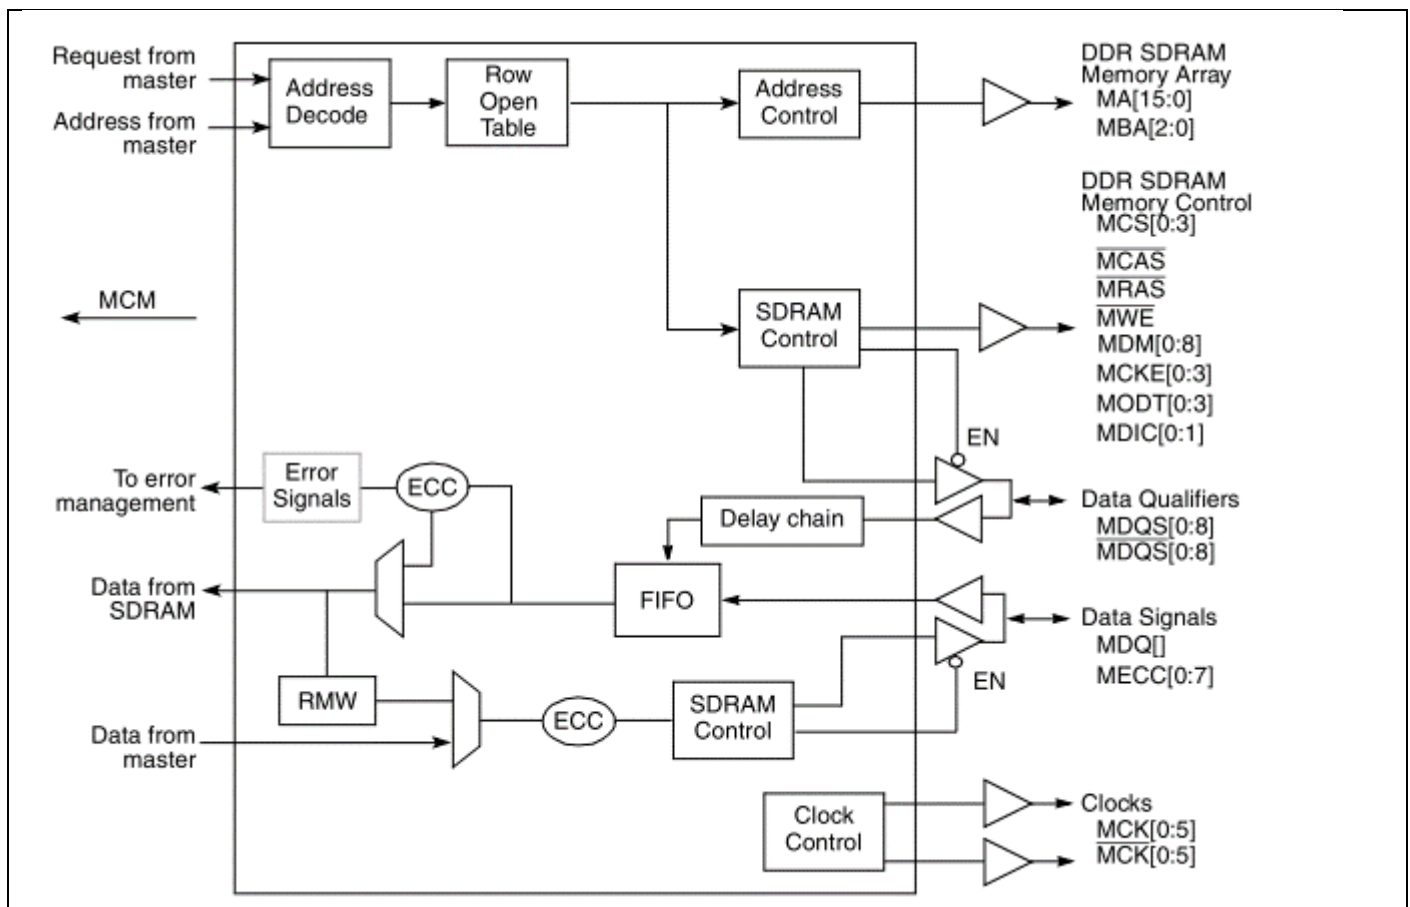 Request from
master
Address from
master
Address
Decode
Row
Open
Table
Address
Control
DDR SDRAM
Memory Array
MA[15:0]
MBA[2:0]
DDR SDRAM
Memory Control
MCS[0:3]
MCAS
MRAS
MWE
MDM[0:8]
MCKE[0:3]
MODT[0:3]
MDIC[0:1]
MCM
SDRAM
Control
EN
To error
management
Error
Signals
ECC
Delay chain
Data Qualifiers
MDQS[0:8]
MDQS[0:8]
Data from
SDRAM
FIFO
Data Signals
MDQ[]
MECC[0:7]
EN
RMW
ECC
SDRAM
Control
Data from
master
Clock
Control
Clocks
MCK[0:5]
MCK[0:5]